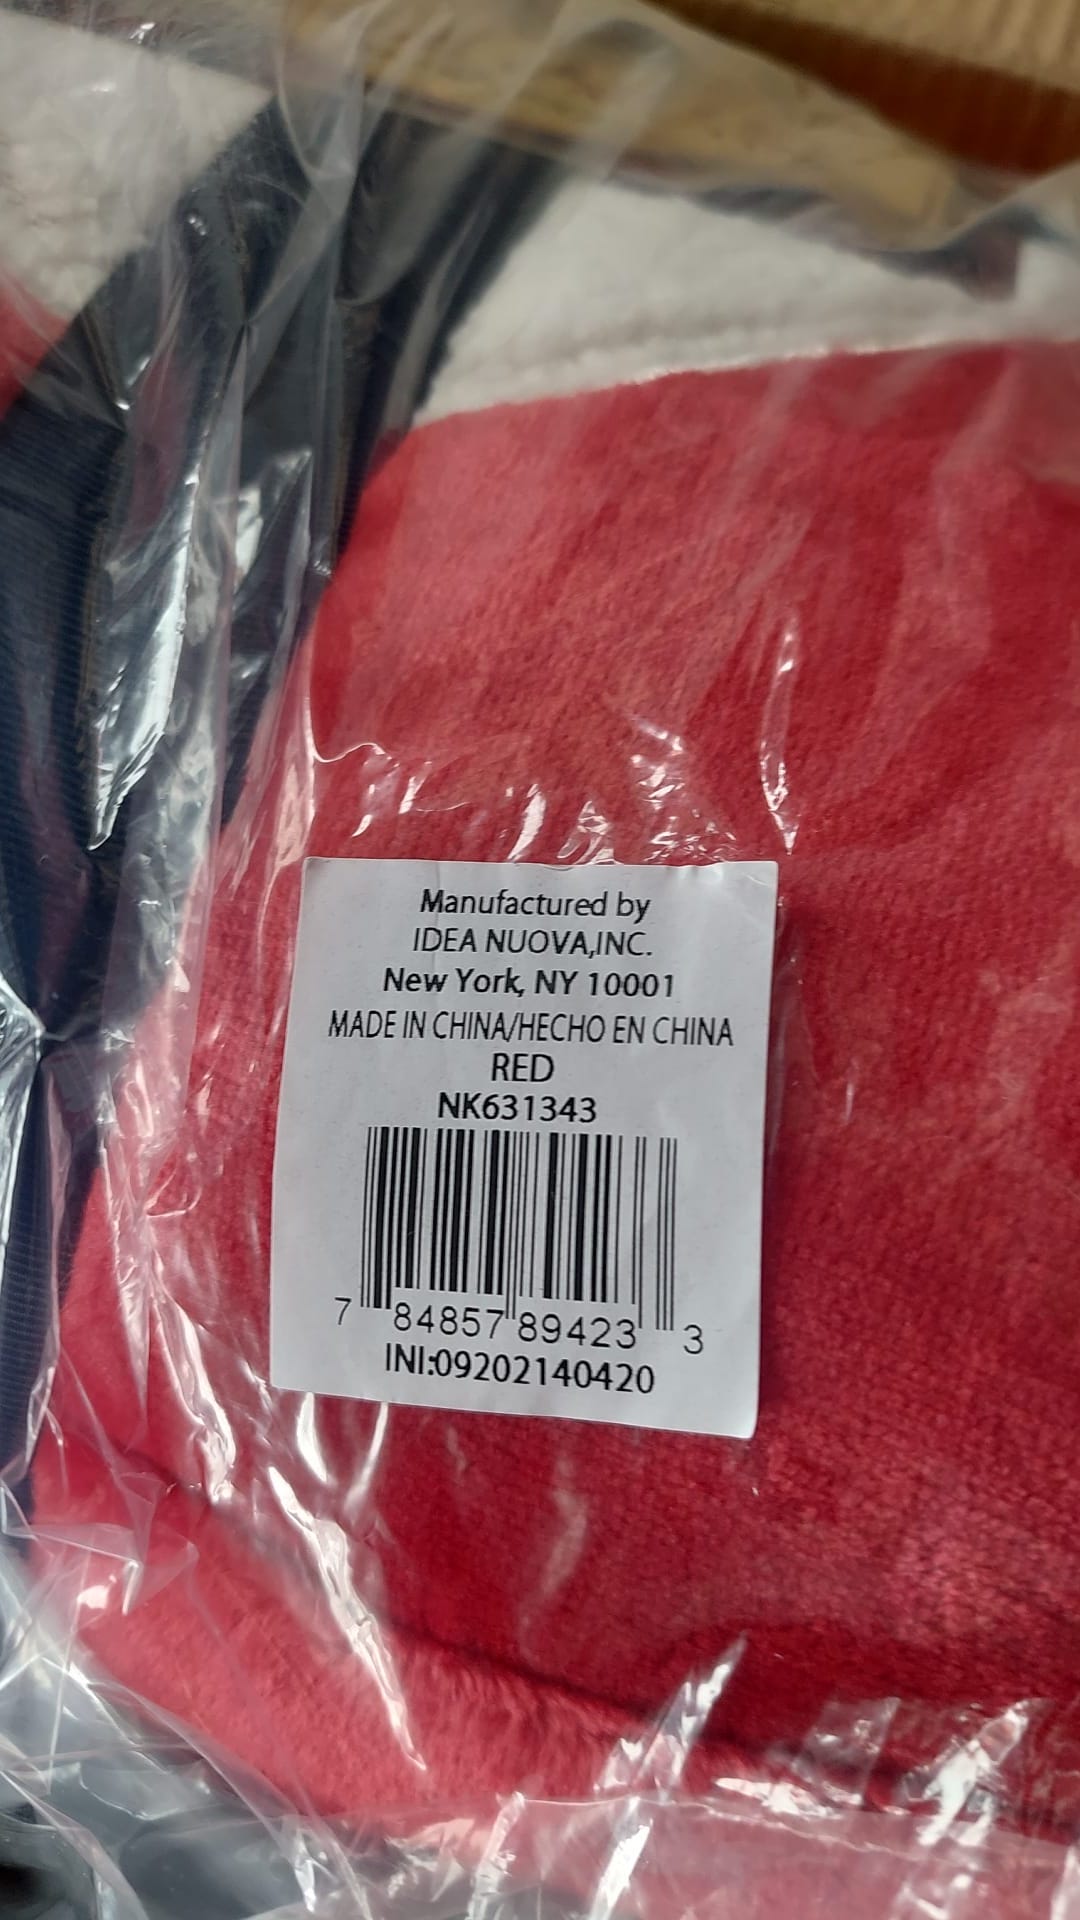 Manufactured by
IDEA NUOVA,INC.
New York, NY 10001
MADE IN CHINA/HECHO EN CHINA
RED
NK631343
7 84857 89423 3
INI:09202140420